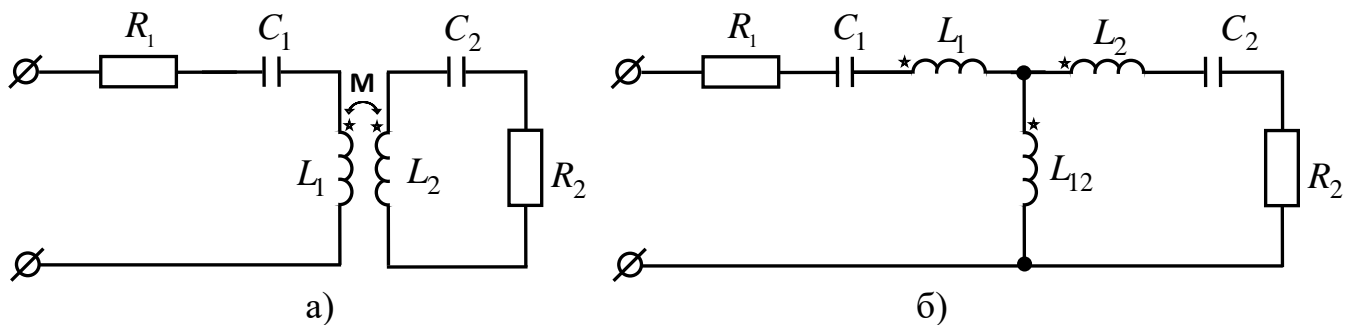 R₁ C₁ C₂ R₁ C₁ L₁ L₂ C₂
M
L₁ L₂ R₂ L₁₂ R₂
а) б)